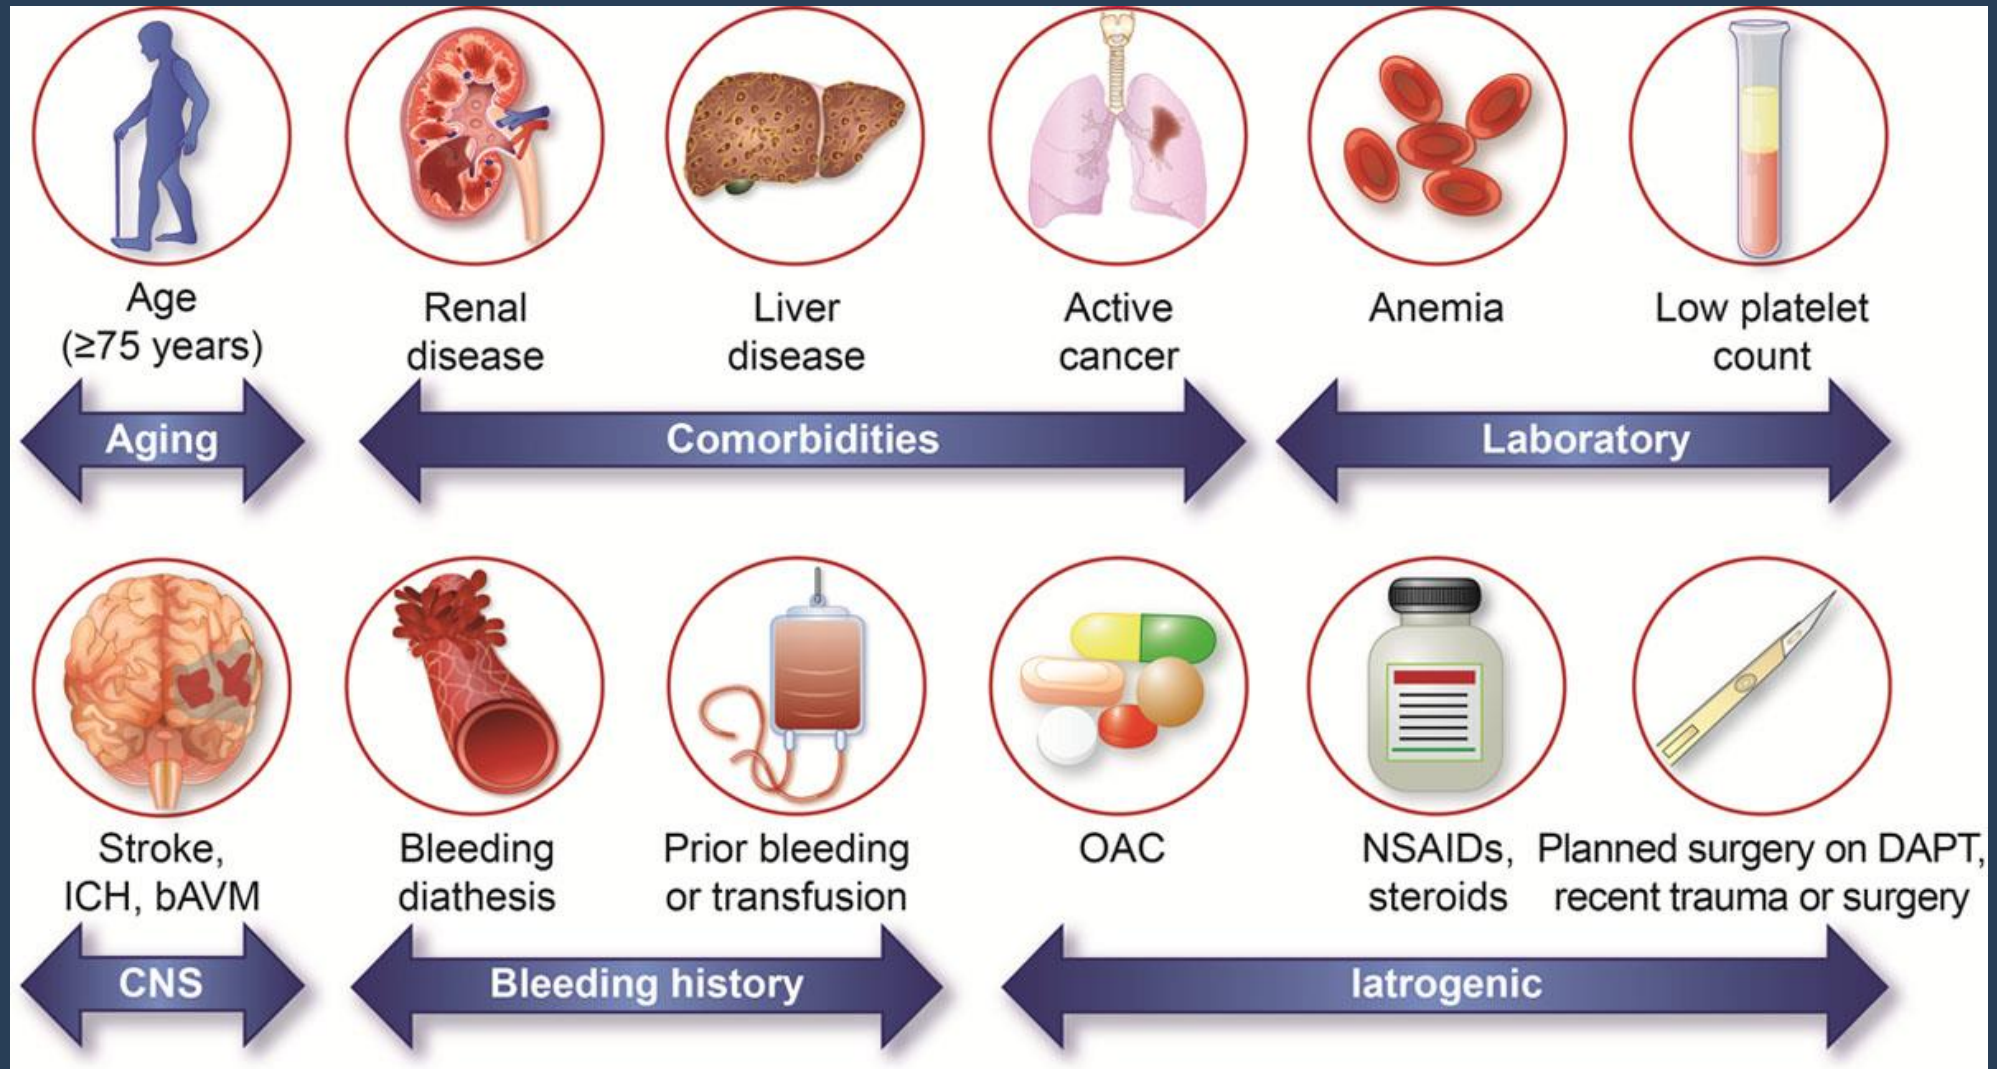 Age
(≥75 years)
Renal
disease
Liver
disease
Active
cancer
Anemia
Low platelet
count
Aging
Comorbidities
Laboratory
Stroke,
ICH, bAVM
Bleeding
diathesis
Prior bleeding
or transfusion
OAC
NSAIDs,
steroids
Planned surgery on DAPT,
recent trauma or surgery
CNS
Bleeding history
Iatrogenic